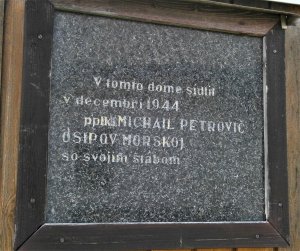 V tomto dome sídlil
v decembri 1944
pplk. MICHAIL PETROVIČ
OSIPOV MORSKOJ
so svojím štábom